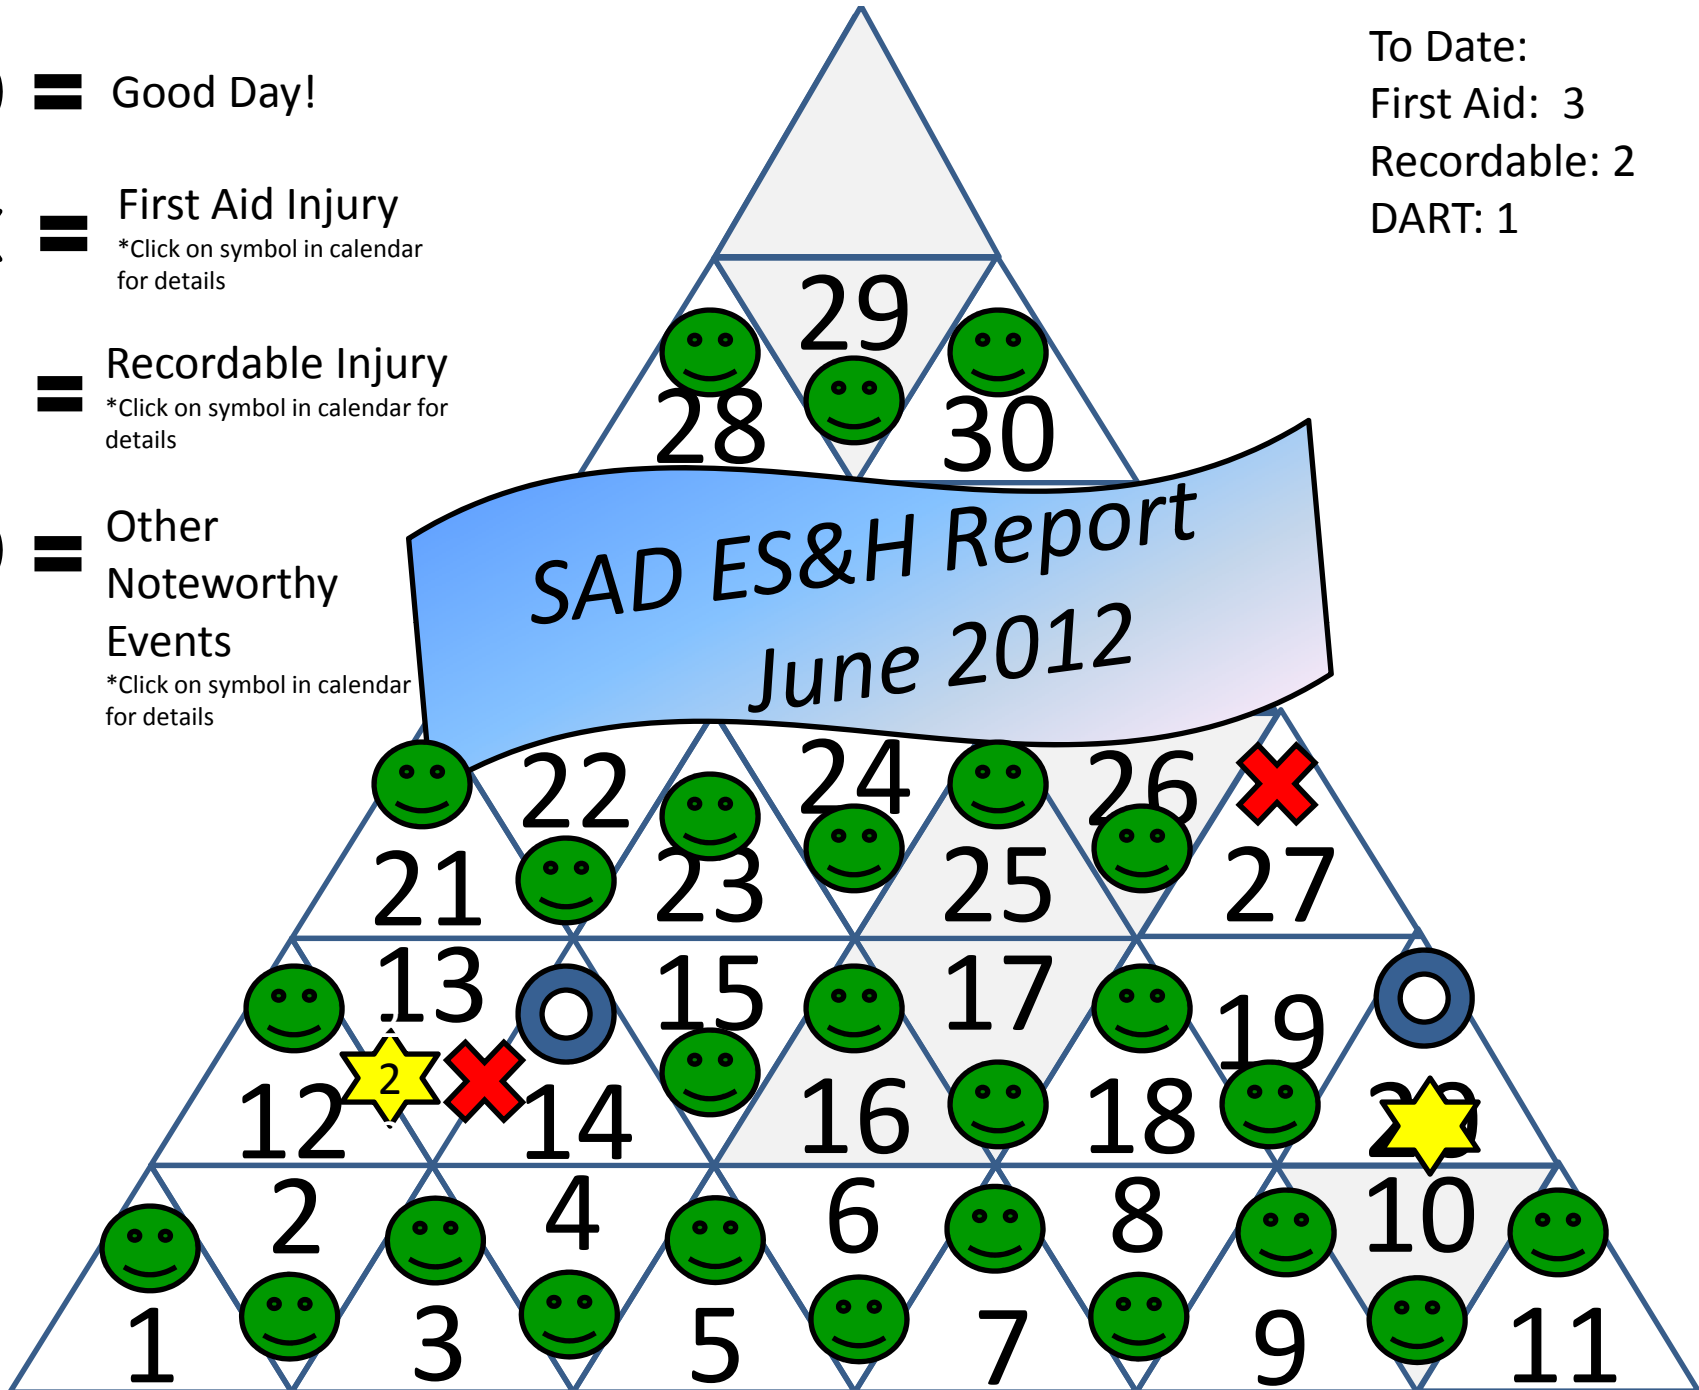 = Good Day!
= First Aid Injury
*Click on symbol in calendar
for details
= Recordable Injury
*Click on symbol in calendar for
details
= Other
Noteworthy
Events
*Click on symbol in calendar
for details
To Date:
First Aid: 3
Recordable: 2
DART: 1
29
28
30
SAD ES&H Report
June 2012
22
24
26
21
23
25
27
13
15
17
19
2
12
14
16
18
20
2
4
6
8
10
1
3
5
7
9
11